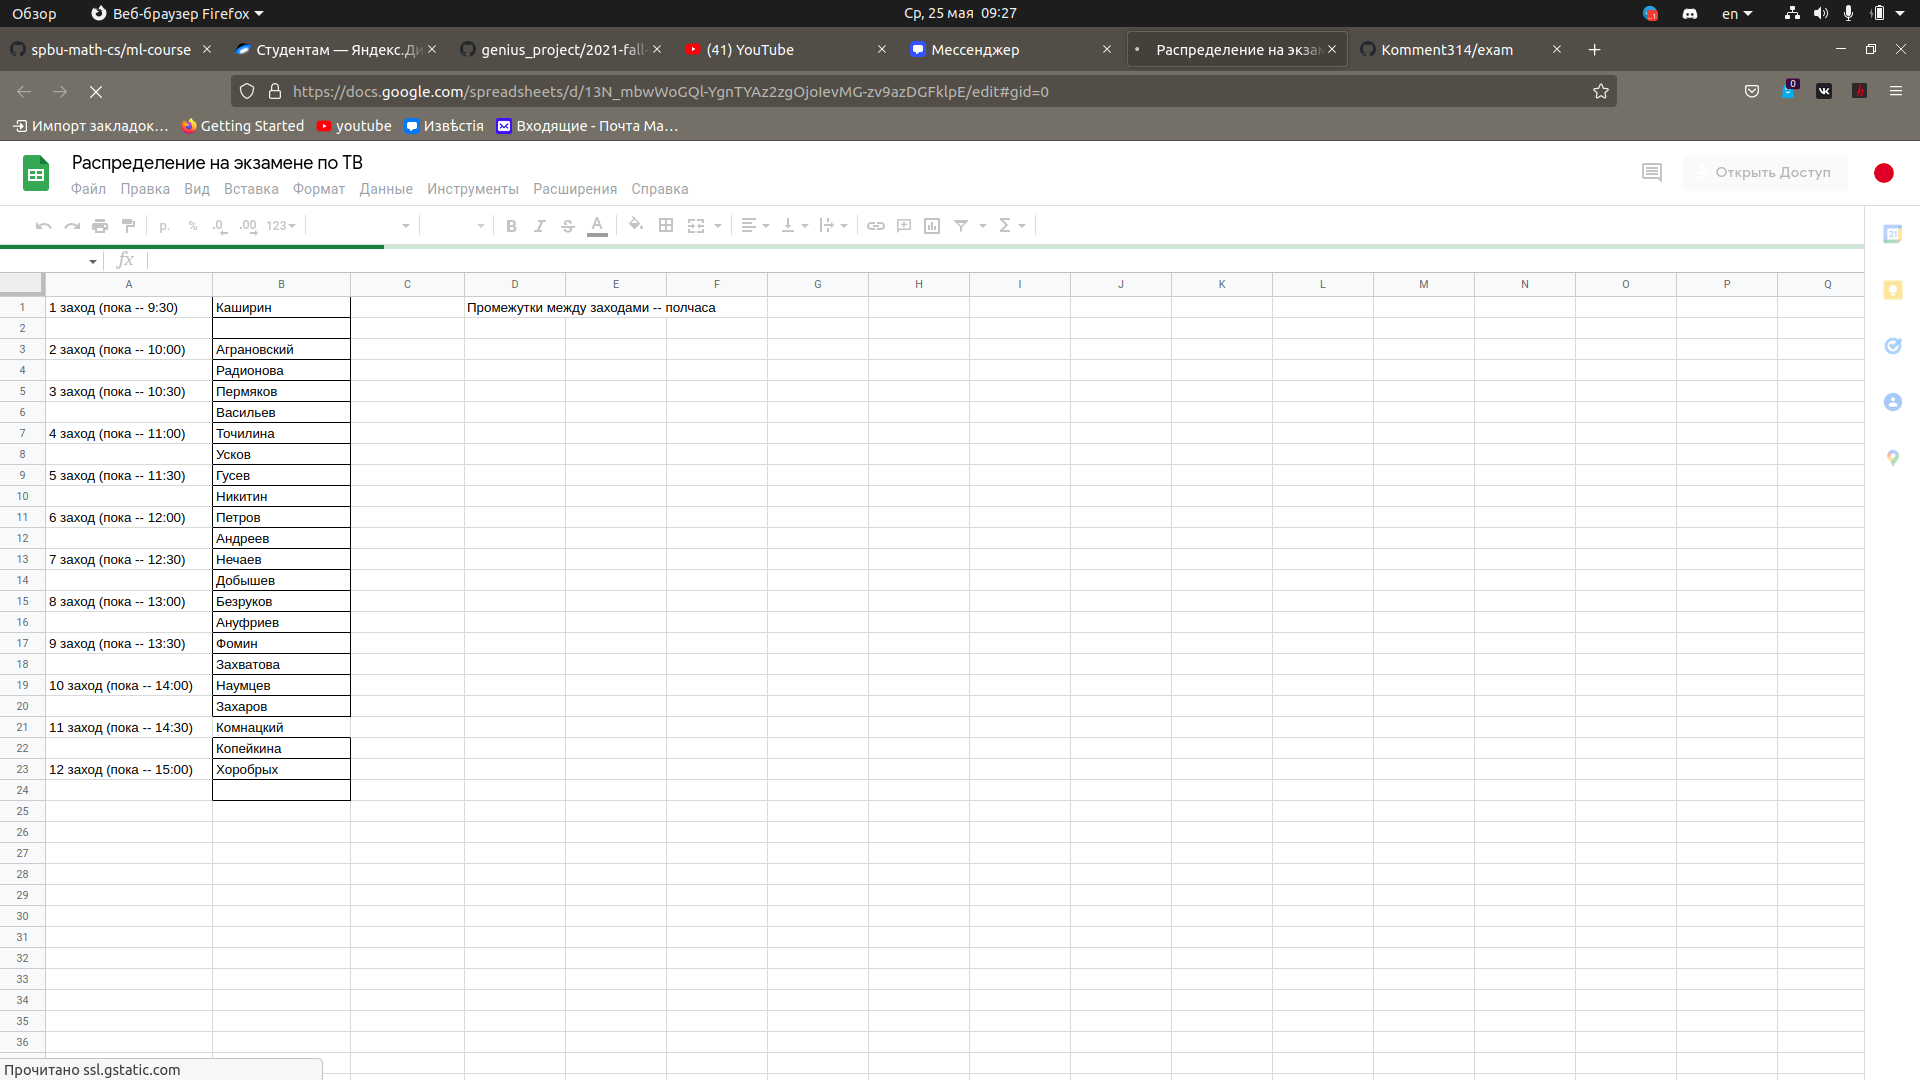 Обзор
Веб-браузер Firefox
Ср, 25 мая 09:27
en
spbu-math-cs/ml-course
Студентам — Яндекс.Ди
genius_project/2021-fall-
(41) YouTube
Мессенджер
Распределение на экзам
Komment314/exam
https://docs.google.com/spreadsheets/d/13N_mbwWoGQl-YgnTYAz2zgOjoIevMG-zv9azDGFklpE/edit#gid=0
0
Импорт закладок…
Getting Started
youtube
Извѣстія
Входящие - Почта Ma…
Распределение на экзамене по ТВ
Файл Правка Вид Вставка Формат Данные Инструменты Расширения Справка
Открыть Доступ
р. % .0 .00 123
B I S A
31
fx
A B C D E F G H I J K L M N O P Q
1 1 заход (пока -- 9:30) Каширин Промежутки между заходами -- полчаса
2
3 2 заход (пока -- 10:00) Аграновский
4 Радионова
5 3 заход (пока -- 10:30) Пермяков
6 Васильев
7 4 заход (пока -- 11:00) Точилина
8 Усков
9 5 заход (пока -- 11:30) Гусев
10 Никитин
11 6 заход (пока -- 12:00) Петров
12 Андреев
13 7 заход (пока -- 12:30) Нечаев
14 Добышев
15 8 заход (пока -- 13:00) Безруков
16 Ануфриев
17 9 заход (пока -- 13:30) Фомин
18 Захватова
19 10 заход (пока -- 14:00) Наумцев
20 Захаров
21 11 заход (пока -- 14:30) Комнацкий
22 Копейкина
23 12 заход (пока -- 15:00) Хоробрых
24
25
26
27
28
29
30
31
32
33
34
35
36
Прочитано ssl.gstatic.com